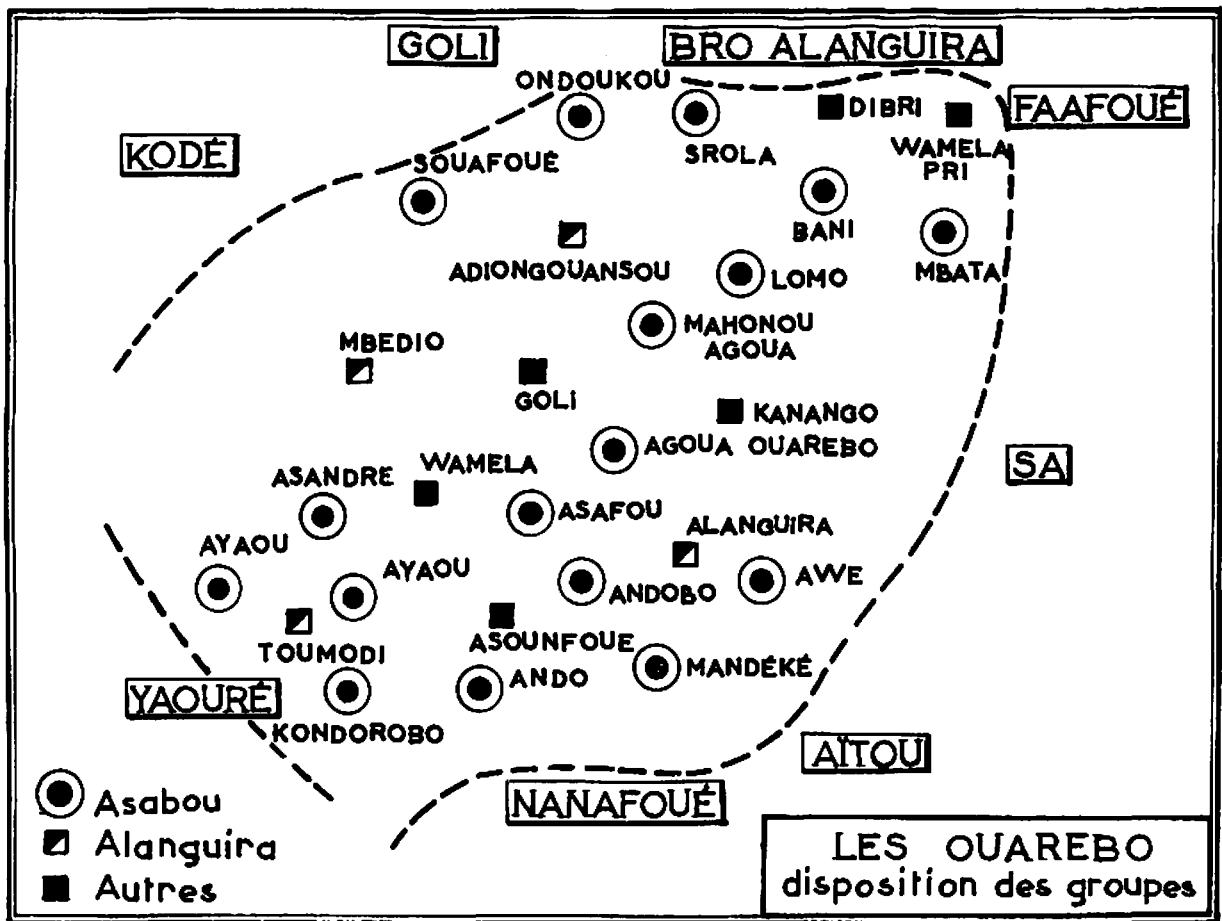 GOLI
BRO ALANGUIRA
ONDOUKOU
DIBRI
FAAFOUÉ
KODÉ
SOUAFOUÉ
SROLA
WAMELA
PRI
BANI
ADIONGOUANSOU
LOMO
MBATA
MAHONOU
AGOUA
MBEDIO
GOLI
KANANGO
AGOUA OUAREBO
WAMELA
SA
ASANDRE
ASAFOU
ALANGUIRA
AYAOU
AYAOU
ANDOBO
AWE
ASOUNFOUE
TOUMODI
MANDÉKÉ
ANDO
YAOURÉ
KONDOROBO
AÏTOU
NANAFOUÉ
Asabou
Alanguira
Autres
LES OUAREBO
disposition des groupes